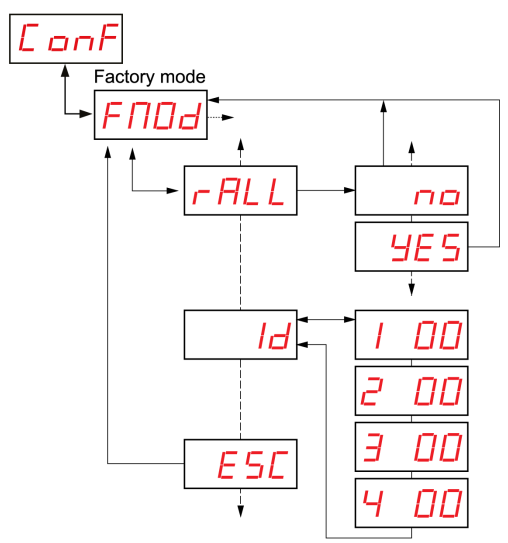 ConF
Factory mode
FMOd
rALL
no
YES
Id
1 00
2 00
3 00
4 00
ESC